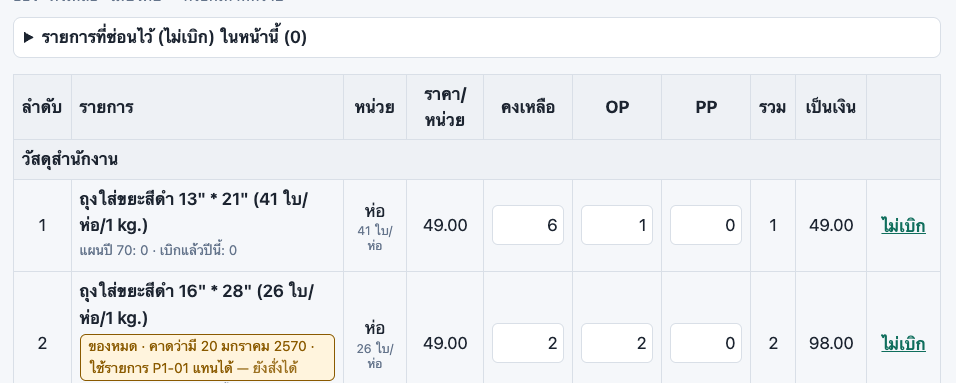 ▶ รายการที่ซ่อนไว้ (ไม่เบิก) ในหน้านี้ (0)
ลำดับ รายการ หน่วย ราคา/ คงเหลือ OP PP รวม เป็นเงิน
หน่วย
วัสดุสำนักงาน
1 ถุงใส่ขยะสีดำ 13" * 21" (41 ใบ/ ห่อ 49.00 6 1 0 1 49.00 ไม่เบิก
ห่อ/1 kg.) 41 ใบ/
แผนปี 70: 0 · เบิกแล้วปีนี้: 0 ห่อ
2 ถุงใส่ขยะสีดำ 16" * 28" (26 ใบ/ ห่อ 49.00 2 2 0 2 98.00 ไม่เบิก
ห่อ/1 kg.) 26 ใบ/
ของหมด · คาดว่ามี 20 มกราคม 2570 · ห่อ
ใช้รายการ P1-01 แทนได้ — ยังสั่งได้